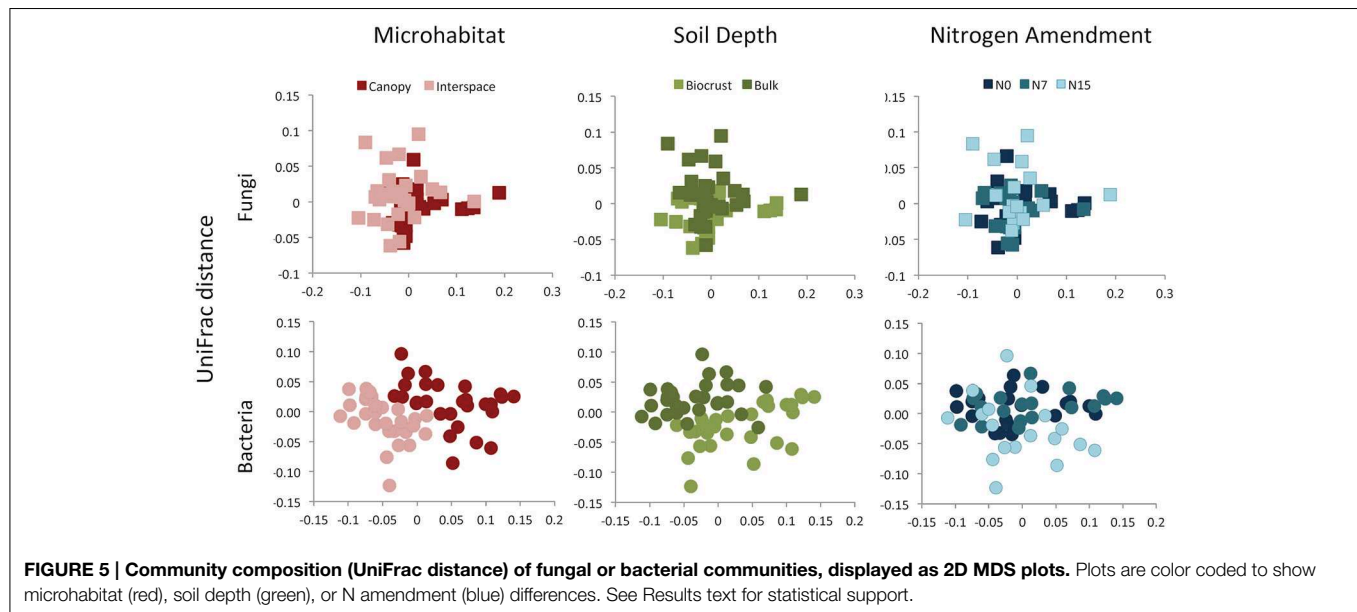 Microhabitat
Soil Depth
Nitrogen Amendment
Canopy Interspace
Biocrust Bulk
N0 N7 N15
UniFrac distance
Fungi
0.15
0.1
0.05
0
-0.05
-0.1
-0.2 -0.1 0 0.1 0.2 0.3
0.15
0.1
0.05
0
-0.05
-0.1
-0.2 -0.1 0 0.1 0.2 0.3
0.15
0.1
0.05
0
-0.05
-0.1
-0.2 -0.1 0 0.1 0.2 0.3
Bacteria
0.15
0.10
0.05
0.00
-0.05
-0.10
-0.15
-0.15 -0.1 -0.05 0 0.05 0.1 0.15 0.2
0.15
0.10
0.05
0.00
-0.05
-0.10
-0.15
-0.15 -0.1 -0.05 0 0.05 0.1 0.15 0.2
0.15
0.10
0.05
0.00
-0.05
-0.10
-0.15
-0.15 -0.1 -0.05 0 0.05 0.1 0.15 0.2
FIGURE 5 | Community composition (UniFrac distance) of fungal or bacterial communities, displayed as 2D MDS plots. Plots are color coded to show
microhabitat (red), soil depth (green), or N amendment (blue) differences. See Results text for statistical support.